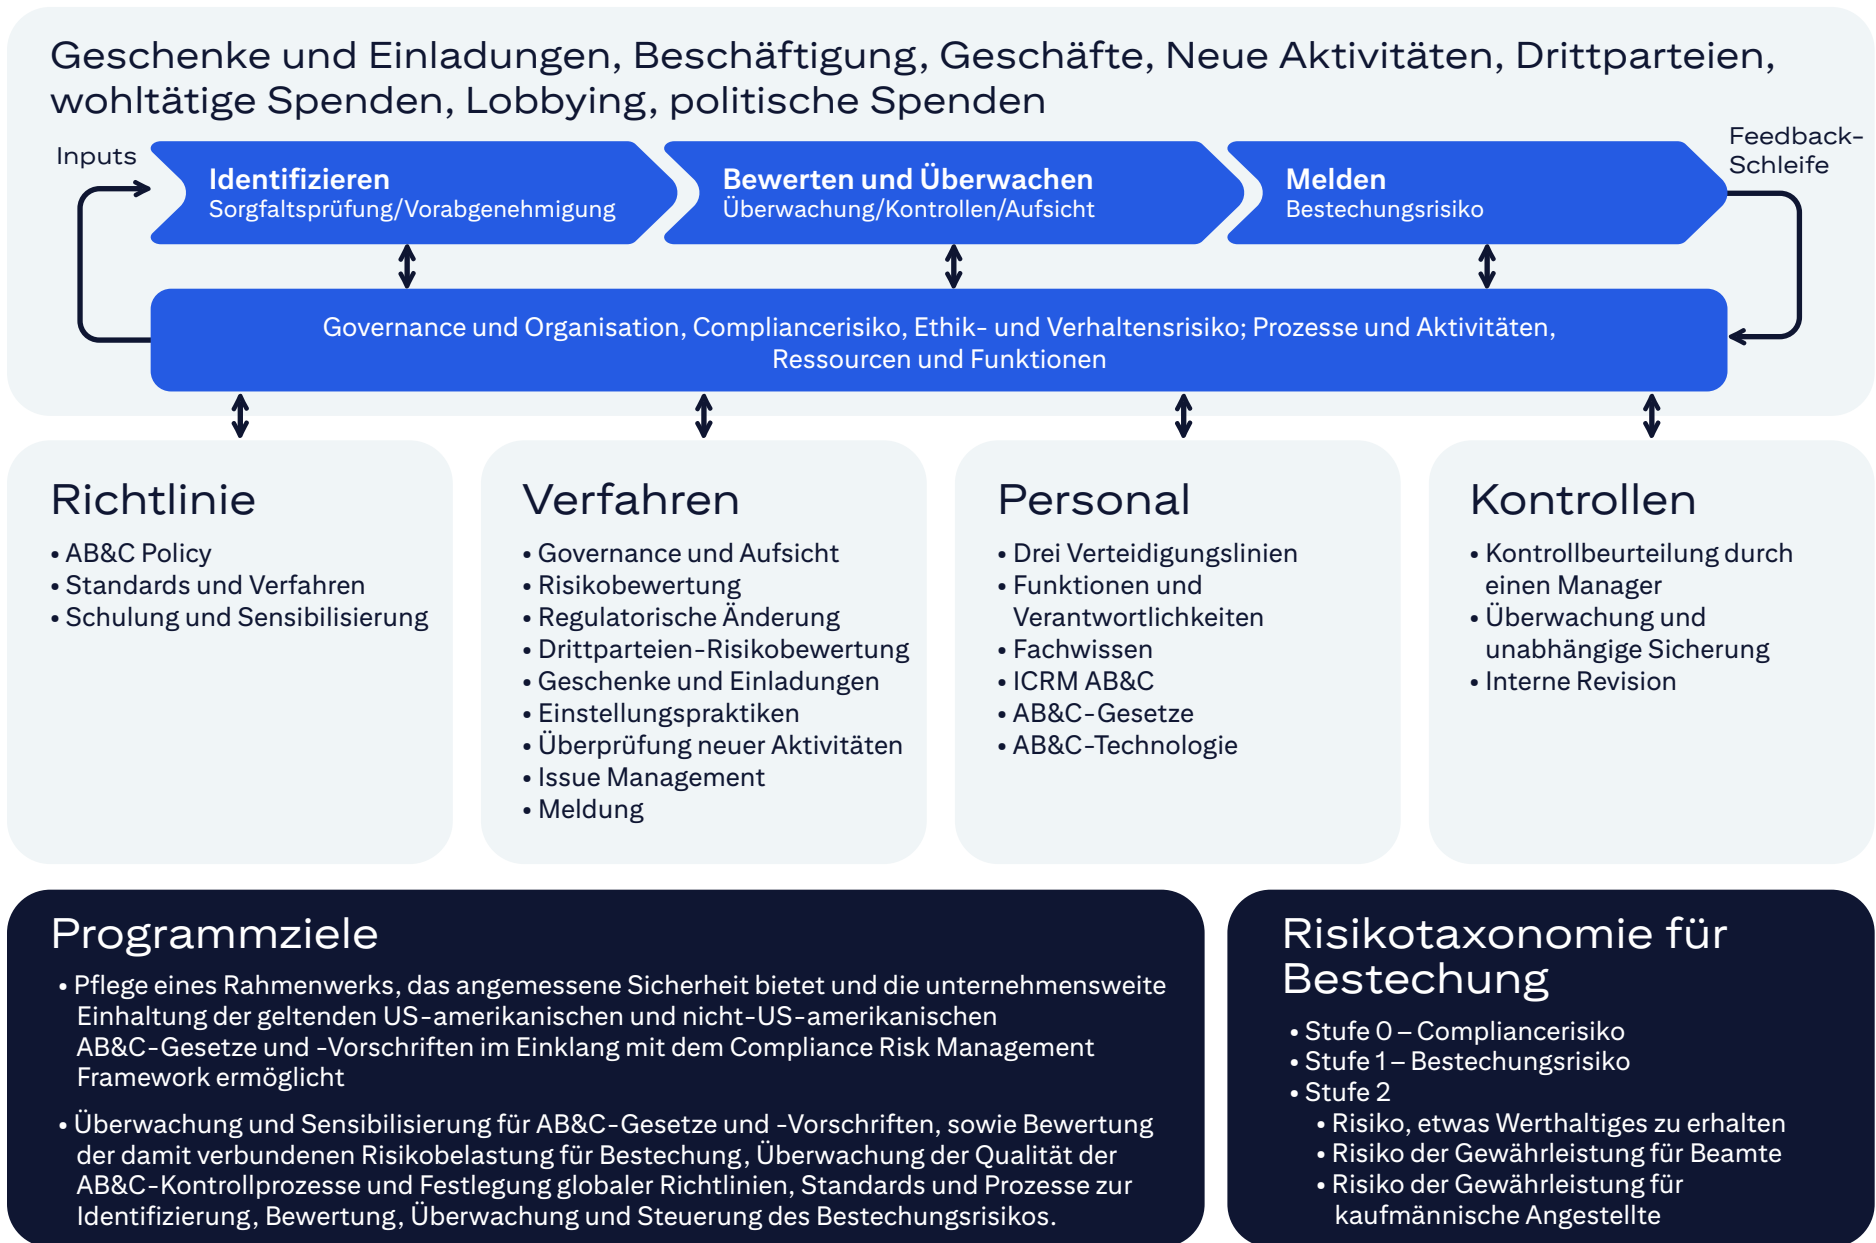 Geschenke und Einladungen, Beschäftigung, Geschäfte, Neue Aktivitäten, Drittparteien,
wohltätige Spenden, Lobbying, politische Spenden
Inputs
Feedback-
Schleife
Identifizieren
Sorgfaltsprüfung/Vorabgenehmigung
Bewerten und Überwachen
Überwachung/Kontrollen/Aufsicht
Melden
Bestechungsrisiko
Governance und Organisation, Compliancerisiko, Ethik- und Verhaltensrisiko; Prozesse und Aktivitäten,
Ressourcen und Funktionen
Richtlinie
• AB&C Policy
• Standards und Verfahren
• Schulung und Sensibilisierung
Verfahren
• Governance und Aufsicht
• Risikobewertung
• Regulatorische Änderung
• Drittparteien-Risikobewertung
• Geschenke und Einladungen
• Einstellungspraktiken
• Überprüfung neuer Aktivitäten
• Issue Management
• Meldung
Personal
• Drei Verteidigungslinien
• Funktionen und
Verantwortlichkeiten
• Fachwissen
• ICRM AB&C
• AB&C-Gesetze
• AB&C-Technologie
Kontrollen
• Kontrollbeurteilung durch
einen Manager
• Überwachung und
unabhängige Sicherung
• Interne Revision
Programmziele
• Pflege eines Rahmenwerks, das angemessene Sicherheit bietet und die unternehmensweite
Einhaltung der geltenden US-amerikanischen und nicht-US-amerikanischen
AB&C-Gesetze und -Vorschriften im Einklang mit dem Compliance Risk Management
Framework ermöglicht
• Überwachung und Sensibilisierung für AB&C-Gesetze und -Vorschriften, sowie Bewertung
der damit verbundenen Risikobelastung für Bestechung, Überwachung der Qualität der
AB&C-Kontrollprozesse und Festlegung globaler Richtlinien, Standards und Prozesse zur
Identifizierung, Bewertung, Überwachung und Steuerung des Bestechungsrisikos.
Risikotaxonomie für
Bestechung
• Stufe 0 – Compliancerisiko
• Stufe 1 – Bestechungsrisiko
• Stufe 2
• Risiko, etwas Werthaltiges zu erhalten
• Risiko der Gewährleistung für Beamte
• Risiko der Gewährleistung für
kaufmännische Angestellte